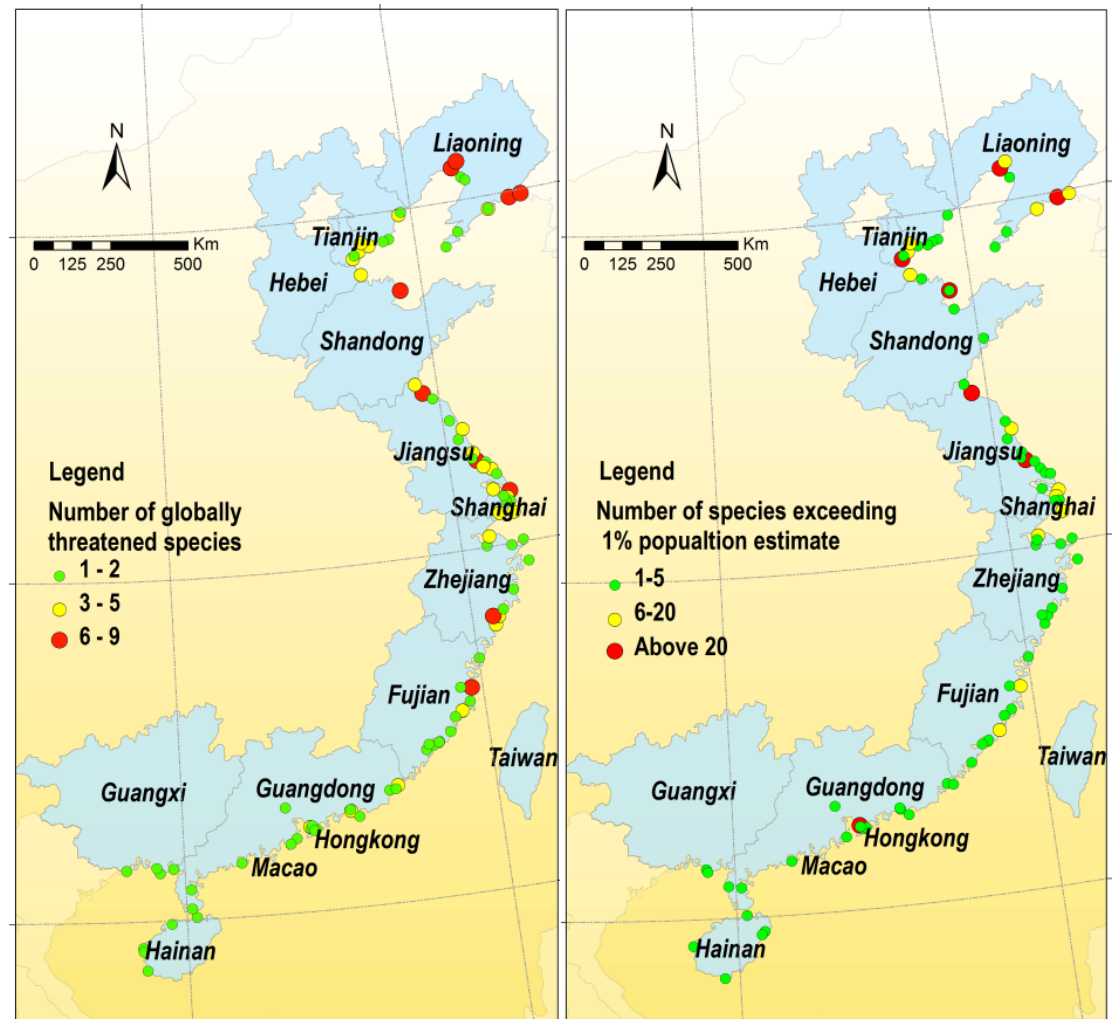 N
Liaoning
Tianjin
Km
0 125 250 500
Hebei
Shandong
Jiangsu
Legend
Shanghai
Number of globally
threatened species
1 - 2
Zhejiang
3 - 5
6 - 9
Fujian
Taiwan
Guangxi
Guangdong
Hongkong
Macao
Hainan
N
Liaoning
Tianjin
Km
0 125 250 500
Hebei
Shandong
Jiangsu
Legend
Shanghai
Number of species exceeding
1% popualtion estimate
1-5
Zhejiang
6-20
Above 20
Fujian
Taiwan
Guangxi
Guangdong
Hongkong
Macao
Hainan